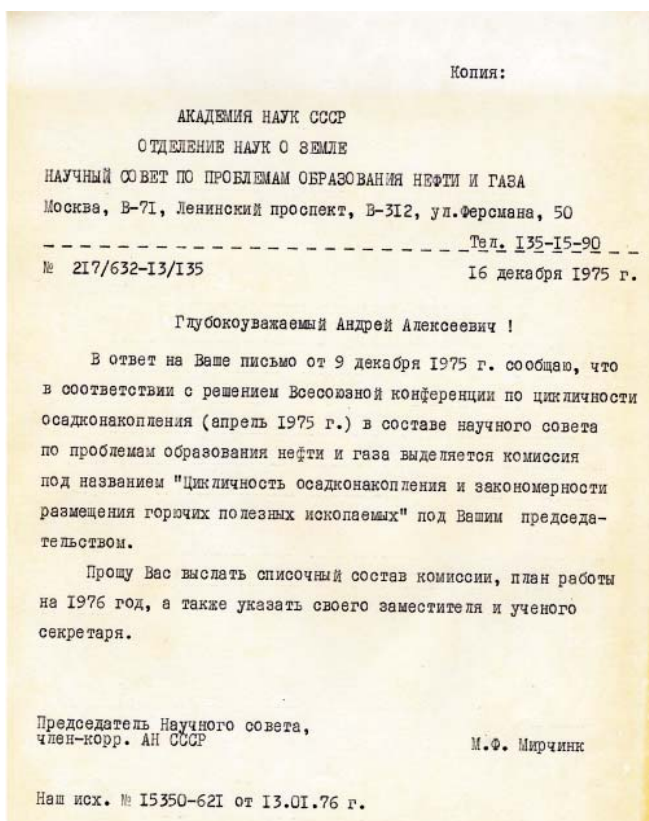 Копия:
АКАДЕМИЯ НАУК СССР
ОТДЕЛЕНИЕ НАУК О ЗЕМЛЕ
НАУЧНЫЙ СОВЕТ ПО ПРОБЛЕМАМ ОБРАЗОВАНИЯ НЕФТИ И ГАЗА
Москва, В-71, Ленинский проспект, В-312, ул.Ферсмана, 50
Тел. 135-15-90
№ 217/632-13/135 16 декабря 1975 г.
Глубокоуважаемый Андрей Алексеевич !
В ответ на Ваше письмо от 9 декабря 1975 г. сообщаю, что
в соответствии с решением Всесоюзной конференции по цикличности
осадконакопления (апрель 1975 г.) в составе научного совета
по проблемам образования нефти и газа выделяется комиссия
под названием "Цикличность осадконакопления и закономерности
размещения горючих полезных ископаемых" под Вашим председа-
тельством.
Прощу Вас выслать списочный состав комиссии, план работы
на 1976 год, а также указать своего заместителя и ученого
секретаря.
Председатель Научного совета,
член-корр. АН СССР
М.Ф. Мирчинк
Наш исх. № 15350-621 от 13.01.76 г.